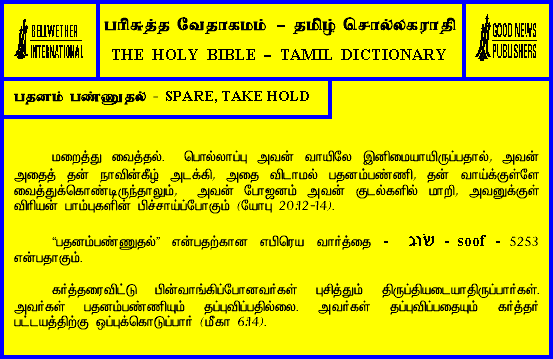 BELLWETHER
INTERNATIONAL
பரிசுத்த வேதாகமம் – தமிழ் சொல்லகராதி
THE HOLY BIBLE – TAMIL DICTIONARY
GOOD NEWS
PUBLISHERS
பதனம் பண்ணுதல் - SPARE, TAKE HOLD
மறைத்து வைத்தல். பொல்லாப்பு அவன் வாயிலே இனிமையாயிருப்பதால், அவன்
அதைத் தன் நாவின்கீழ் அடக்கி, அதை விடாமல் பதனம்பண்ணி, தன் வாய்க்குள்ளே
வைத்துக்கொண்டிருந்தாலும், அவன் போஜனம் அவன் குடல்களில் மாறி, அவனுக்குள்
விரியன் பாம்புகளின் பிச்சாய்ப்போகும் (யோபு 20:12-14).
“பதனம்பண்ணுதல்” என்பதற்கான எபிரெய வார்த்தை - שׂוּג - soof - 5253
என்பதாகும்.
கர்த்தரைவிட்டு பின்வாங்கிப்போனவர்கள் புசித்தும் திருப்தியடையாதிருப்பார்கள்.
அவர்கள் பதனம்பண்ணியும் தப்புவிப்பதில்லை. அவர்கள் தப்புவிப்பதையும் கர்த்தர்
பட்டயத்திற்கு ஒப்புக்கொடுப்பார் (மீகா 6:14).